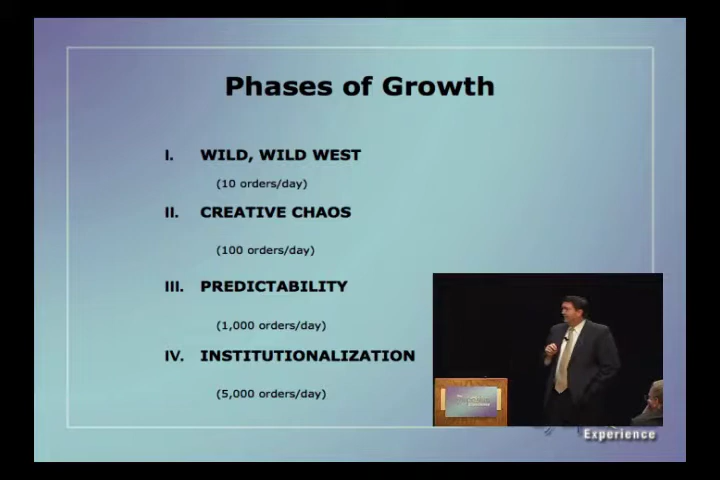 Phases of Growth
I. WILD, WILD WEST
(10 orders/day)
II. CREATIVE CHAOS
(100 orders/day)
III. PREDICTABILITY
(1,000 orders/day)
IV. INSTITUTIONALIZATION
(5,000 orders/day)
Experience